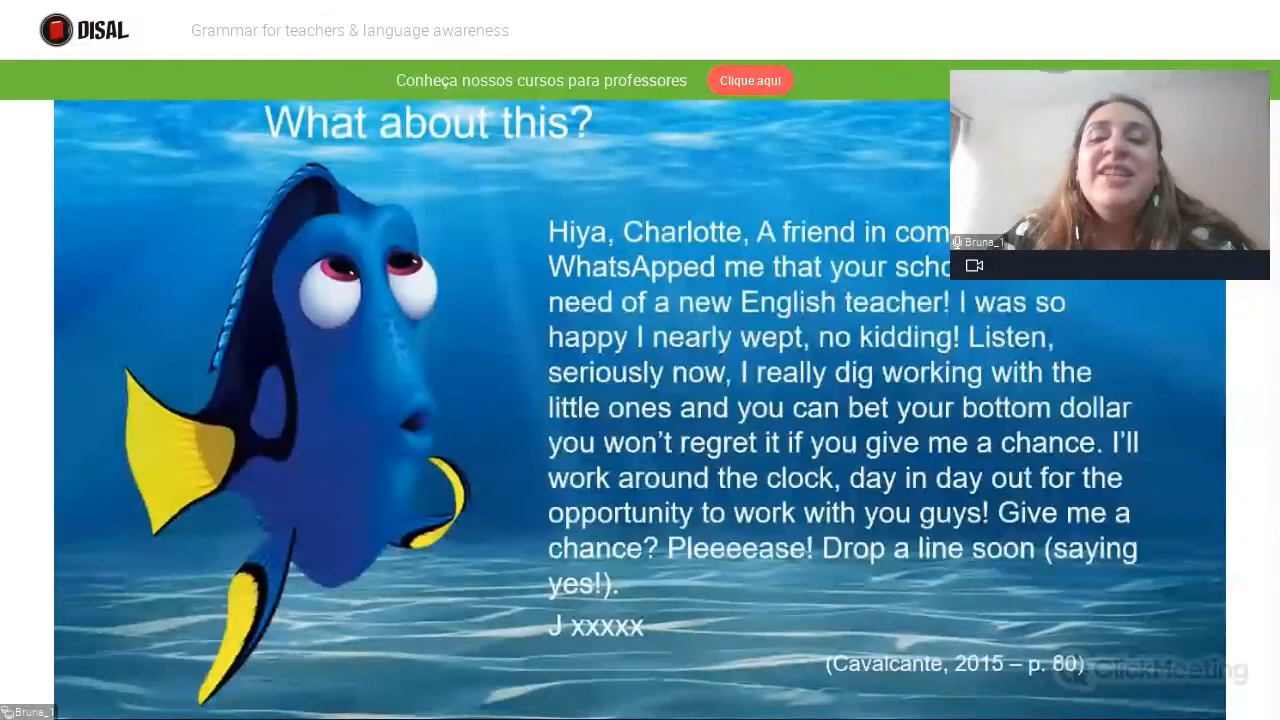 DISAL
Grammar for teachers & language awareness
Conheça nossos cursos para professores
Clique aqui
What about this?
Hiya, Charlotte, A friend in com
WhatsApped me that your scho
need of a new English teacher! I was so
happy I nearly wept, no kidding! Listen,
seriously now, I really dig working with the
little ones and you can bet your bottom dollar
you won't regret it if you give me a chance. I'll
work around the clock, day in day out for the
opportunity to work with you guys! Give me a
chance? Pleeeease! Drop a line soon (saying
yes!).
J xxxxx
(Cavalcante, 2015 – p. 80)
ClickMeeting
Bruna_1
Bruna_1